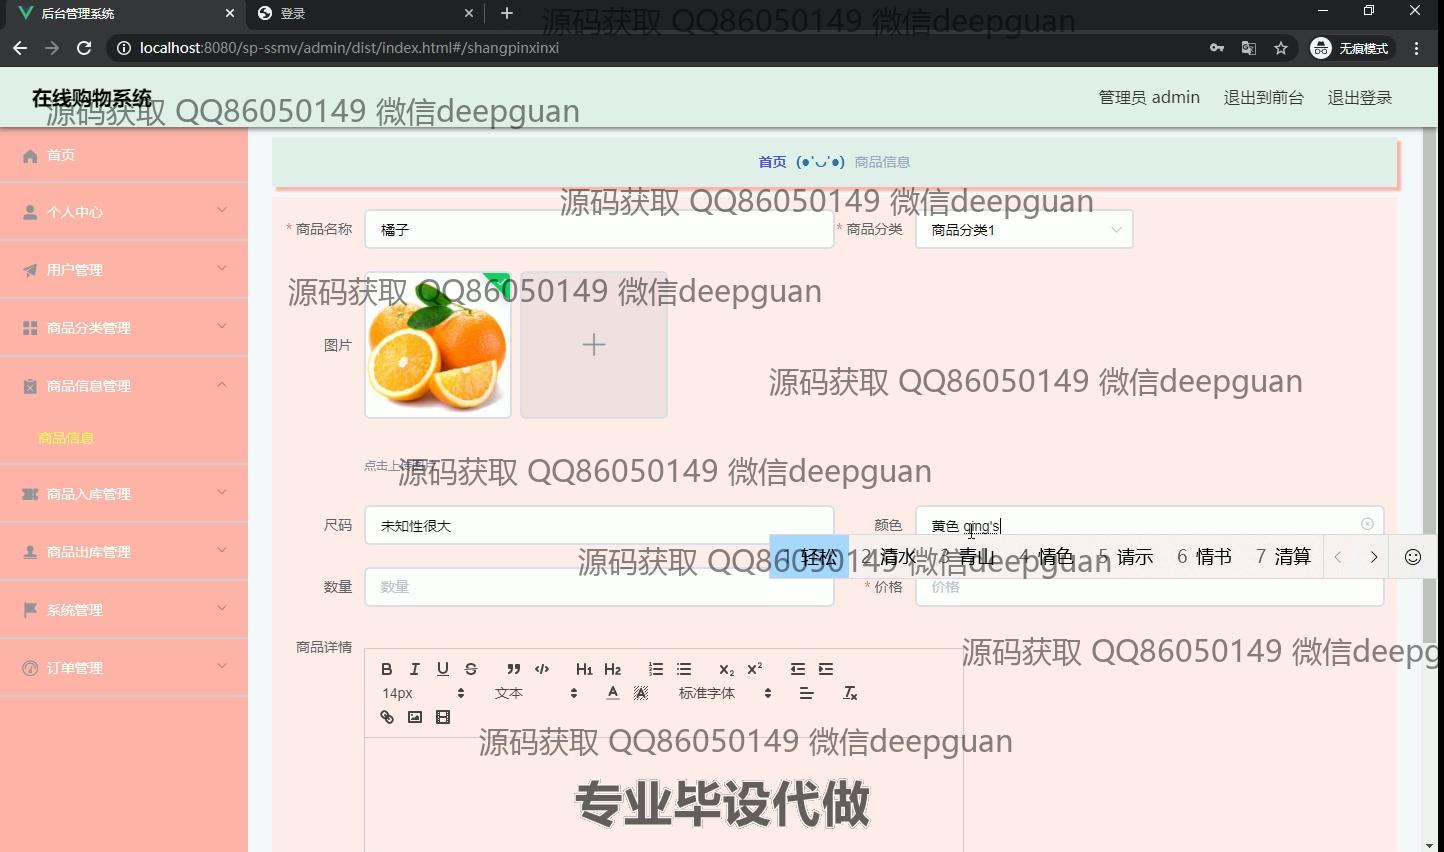 后台管理系统
登录
源码获取 QQ86050149 微信deepguan
localhost:8080/sp-ssmv/admin/dist/index.html#/shangpinxinxi
无痕模式
在线购物系统
管理员 admin
退出到前台
退出登录
源码获取 QQ86050149 微信deepguan
首页
个人中心
用户管理
商品分类管理
商品信息管理
商品信息
商品入库管理
商品出库管理
系统管理
订单管理
首页 (●'◡'●) 商品信息
源码获取 QQ86050149 微信deepguan
* 商品名称 橘子
* 商品分类 商品分类1
源码获取 QQ86050149 微信deepguan
图片
源码获取 QQ86050149 微信deepguan
点击上传图片
源码获取 QQ86050149 微信deepguan
尺码 未知性很大
颜色 黄色 qing's
1 轻松 2 清水 3 青山 4 情色 5 请示 6 情书 7 清算
源码获取 QQ86050149 微信deepguan
数量 数量
* 价格 价格
商品详情
源码获取 QQ86050149 微信deepg
B I U S H1 H2 X₂ X²
14px 文本 A A 标准字体 Tx
源码获取 QQ86050149 微信deepguan
专业毕设代做